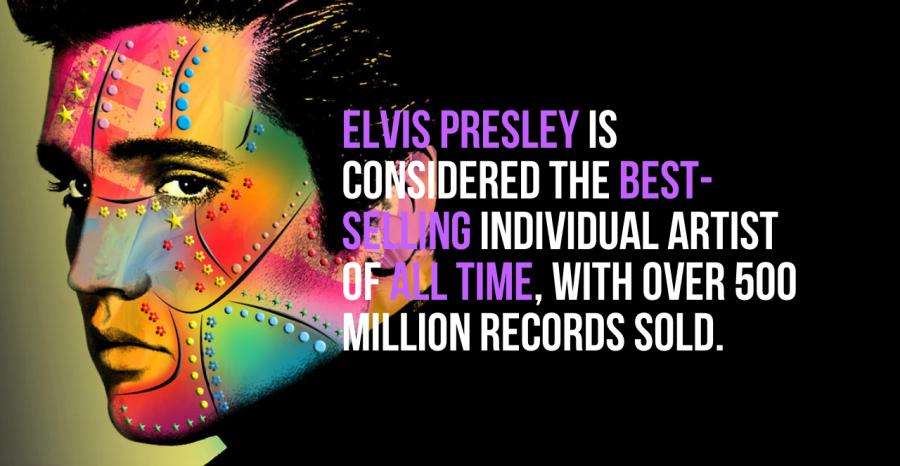 ELVIS PRESLEY IS
CONSIDERED THE BEST-
SELLING INDIVIDUAL ARTIST
OF ALL TIME, WITH OVER 500
MILLION RECORDS SOLD.